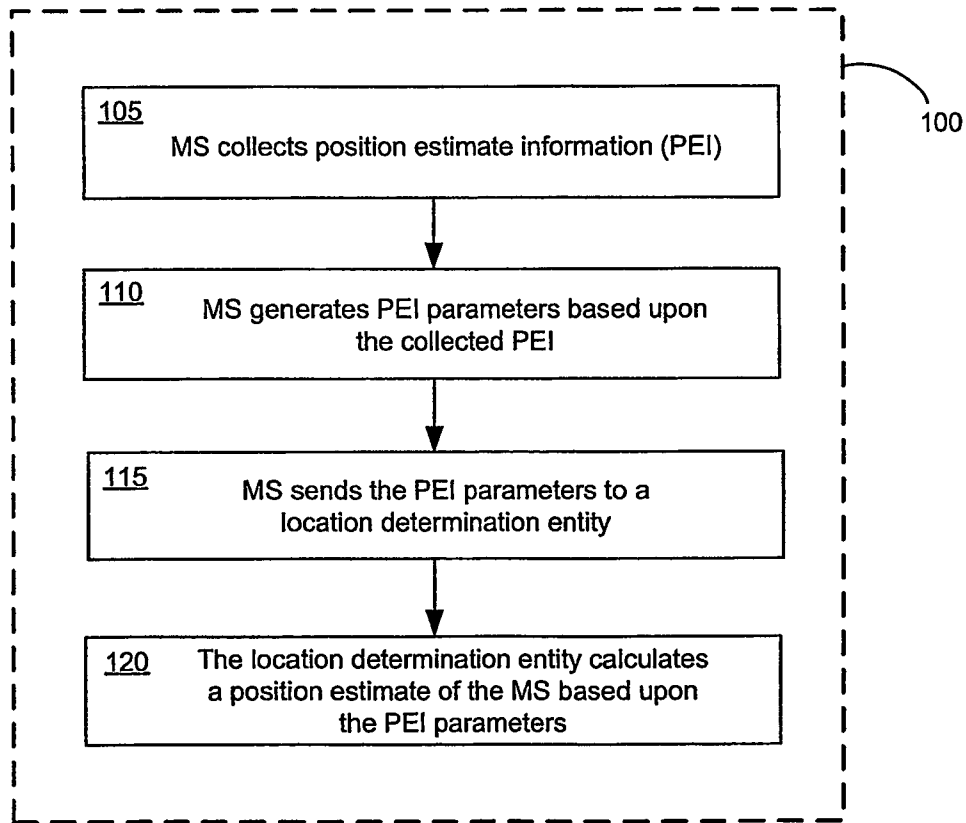 105
MS collects position estimate information (PEI)
100
110
MS generates PEI parameters based upon
the collected PEI
115
MS sends the PEI parameters to a
location determination entity
120
The location determination entity calculates
a position estimate of the MS based upon
the PEI parameters